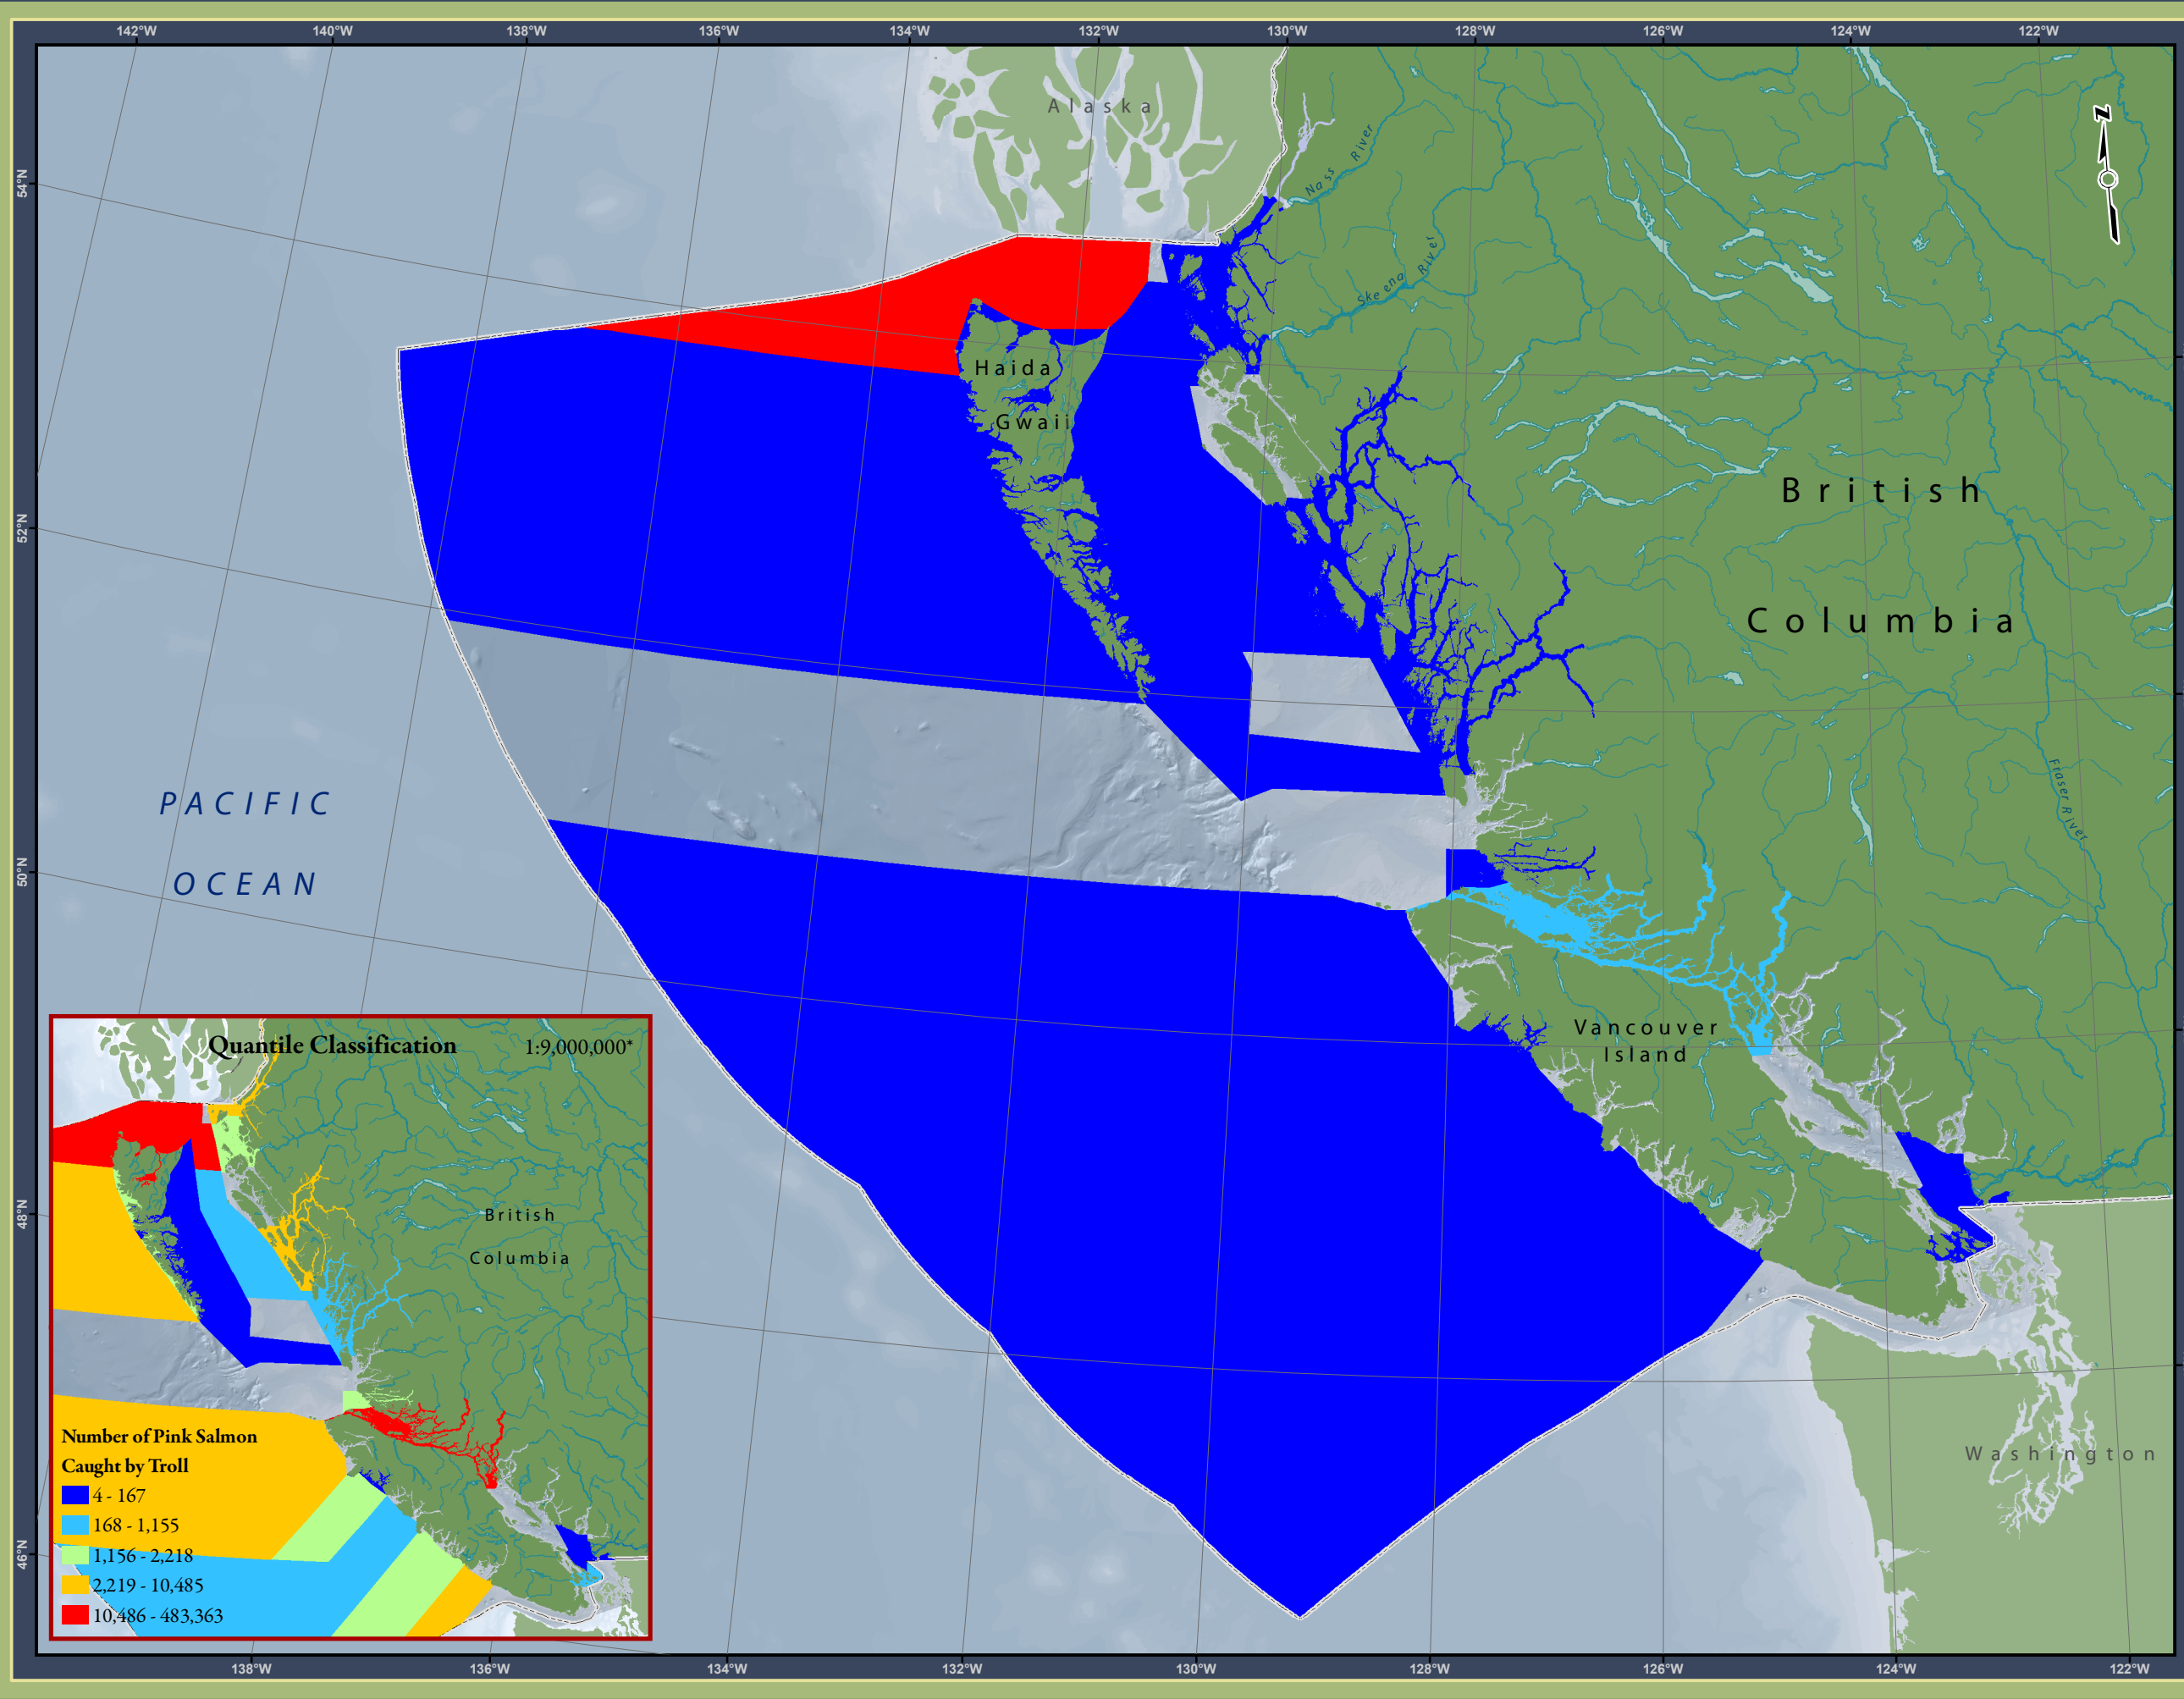 142°W 140°W 138°W 136°W 134°W 132°W 130°W 128°W 126°W 124°W 122°W
Alaska
N
Nass River
54°N
Skeena River
Haida
Gwaii
British
52°N
Columbia
Fraser River
PACIFIC
50°N
OCEAN
Vancouver
Island
Quantile Classification 1:9,000,000*
48°N
British
Columbia
Number of Pink Salmon
Caught by Troll
4 - 167
168 - 1,155
1,156 - 2,218
2,219 - 10,485
10,486 - 483,363
Washington
46°N
138°W 136°W 134°W 132°W 130°W 128°W 126°W 124°W 122°W